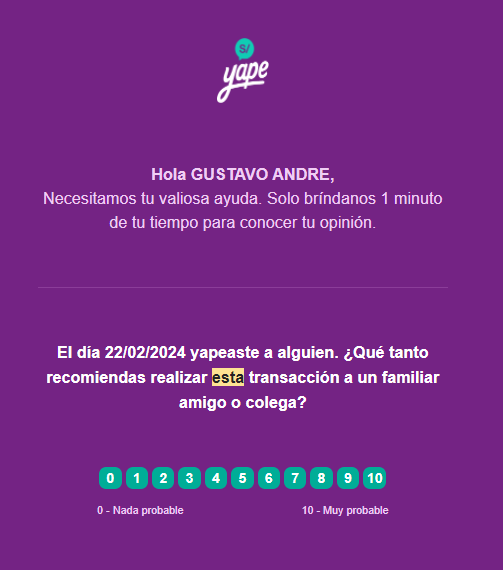 S/
yape
Hola GUSTAVO ANDRE,
Necesitamos tu valiosa ayuda. Solo bríndanos 1 minuto
de tu tiempo para conocer tu opinión.
El día 22/02/2024 yapeaste a alguien. ¿Qué tanto
recomiendas realizar esta transacción a un familiar
amigo o colega?
0 1 2 3 4 5 6 7 8 9 10
0 - Nada probable 10 - Muy probable